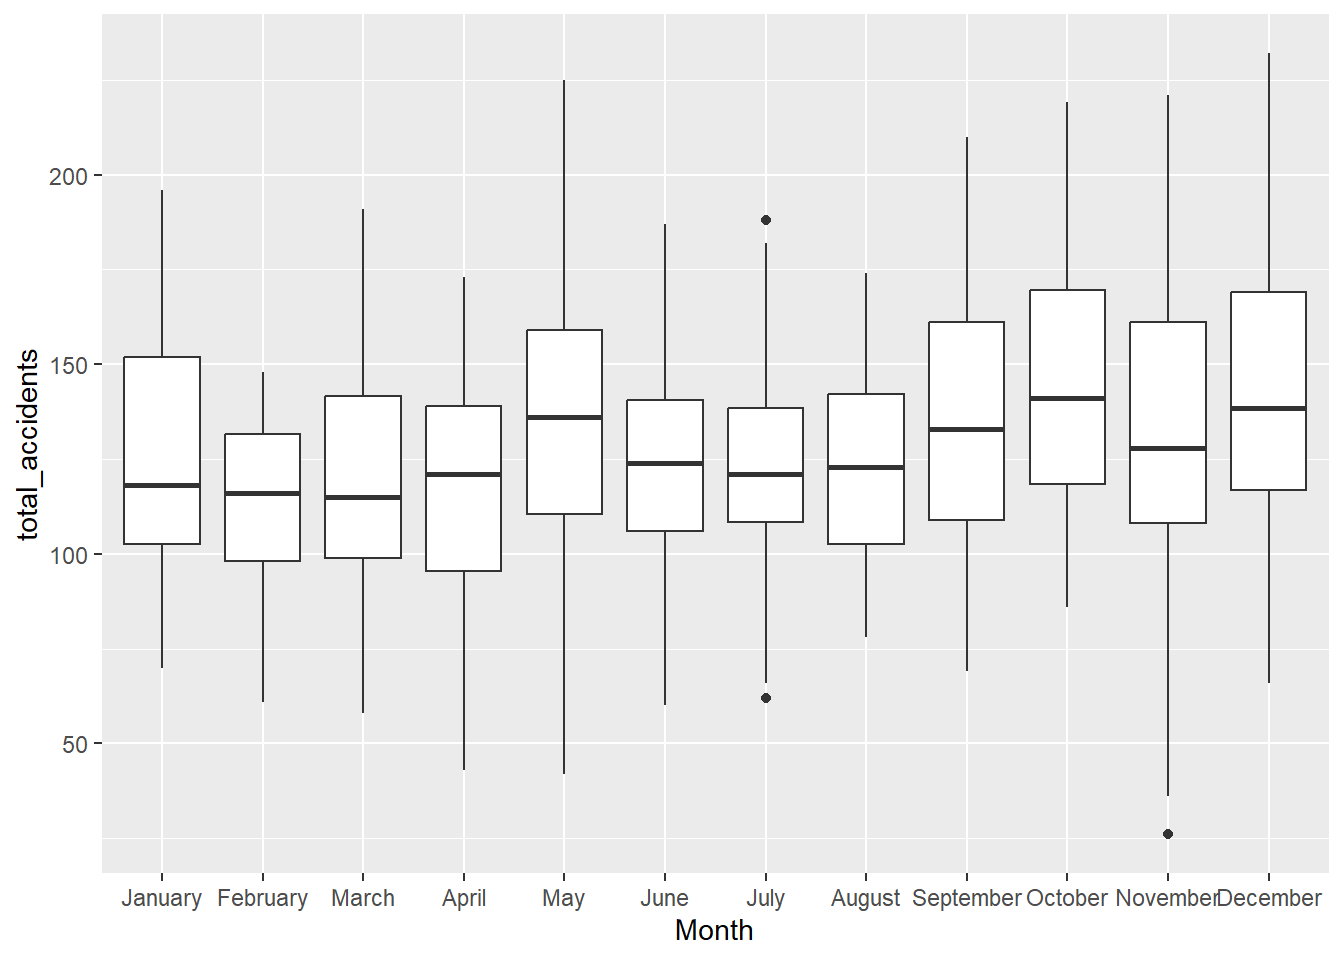 total_accidents
200
150
100
50
January February March April May June July August September October November December
Month